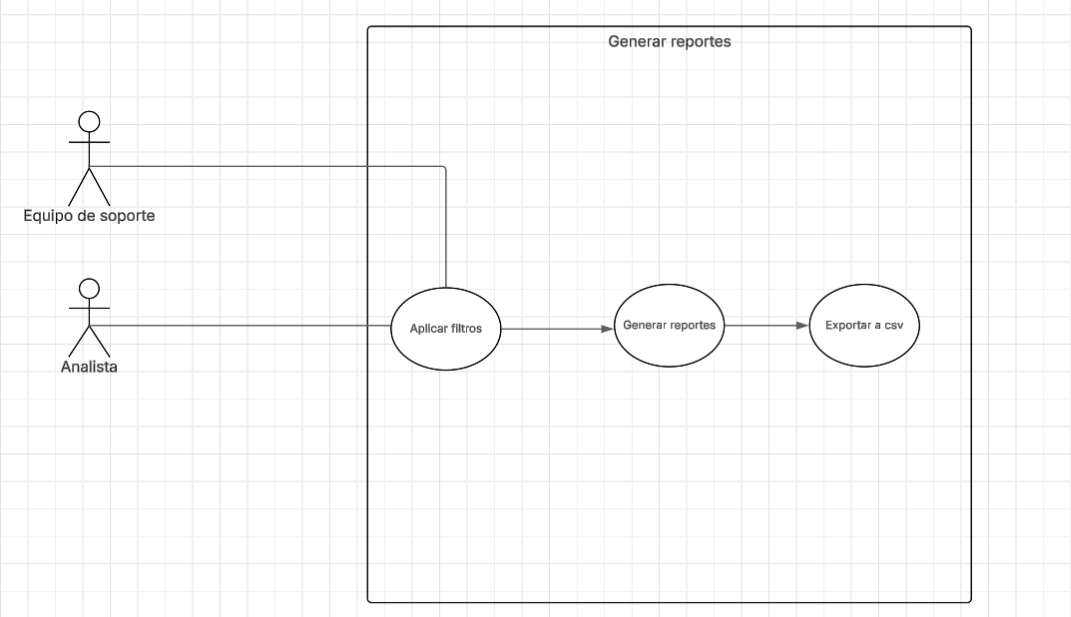 Generar reportes
Equipo de soporte
Analista
Aplicar filtros
Generar reportes
Exportar a csv